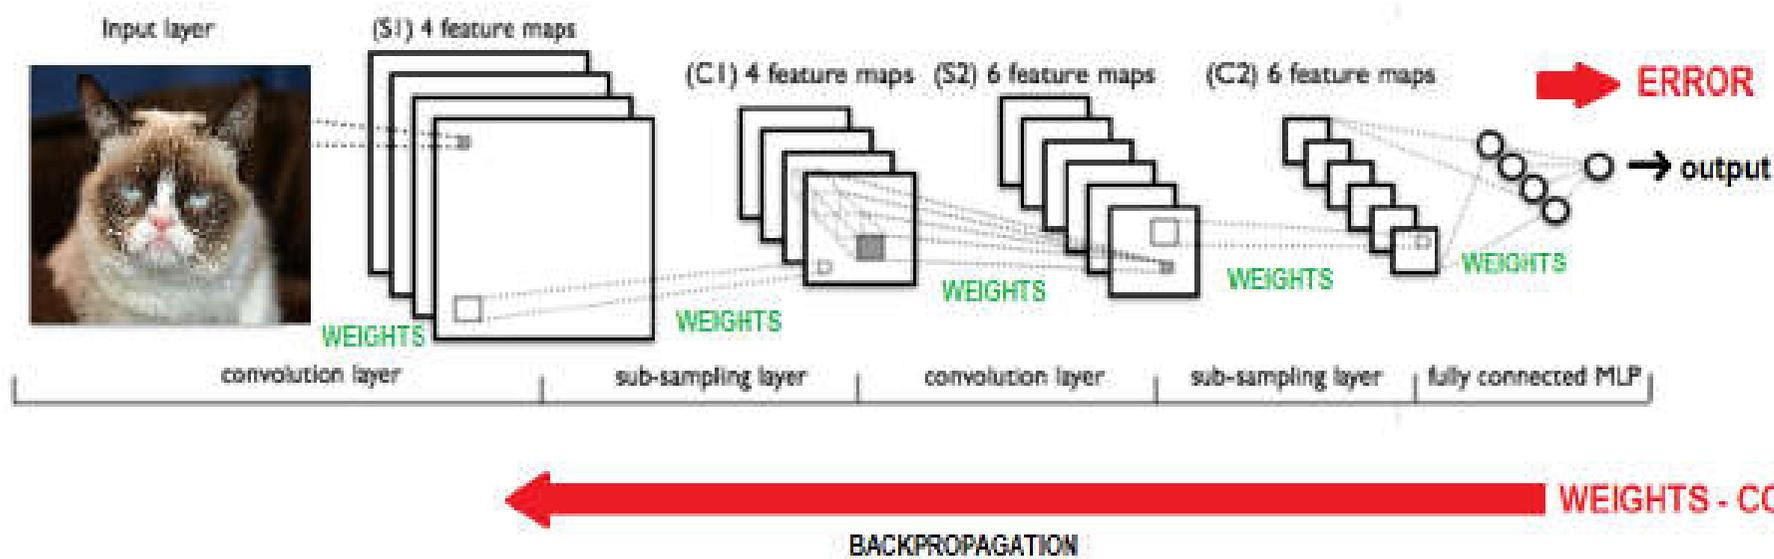 Input layer
(S1) 4 feature maps
(C1) 4 feature maps
(S2) 6 feature maps
(C2) 6 feature maps
ERROR
output
WEIGHTS
WEIGHTS
WEIGHTS
WEIGHTS
WEIGHTS
convolution layer
sub-sampling layer
convolution layer
sub-sampling layer
fully connected MLP
WEIGHTS - CO
BACKPROPAGATION